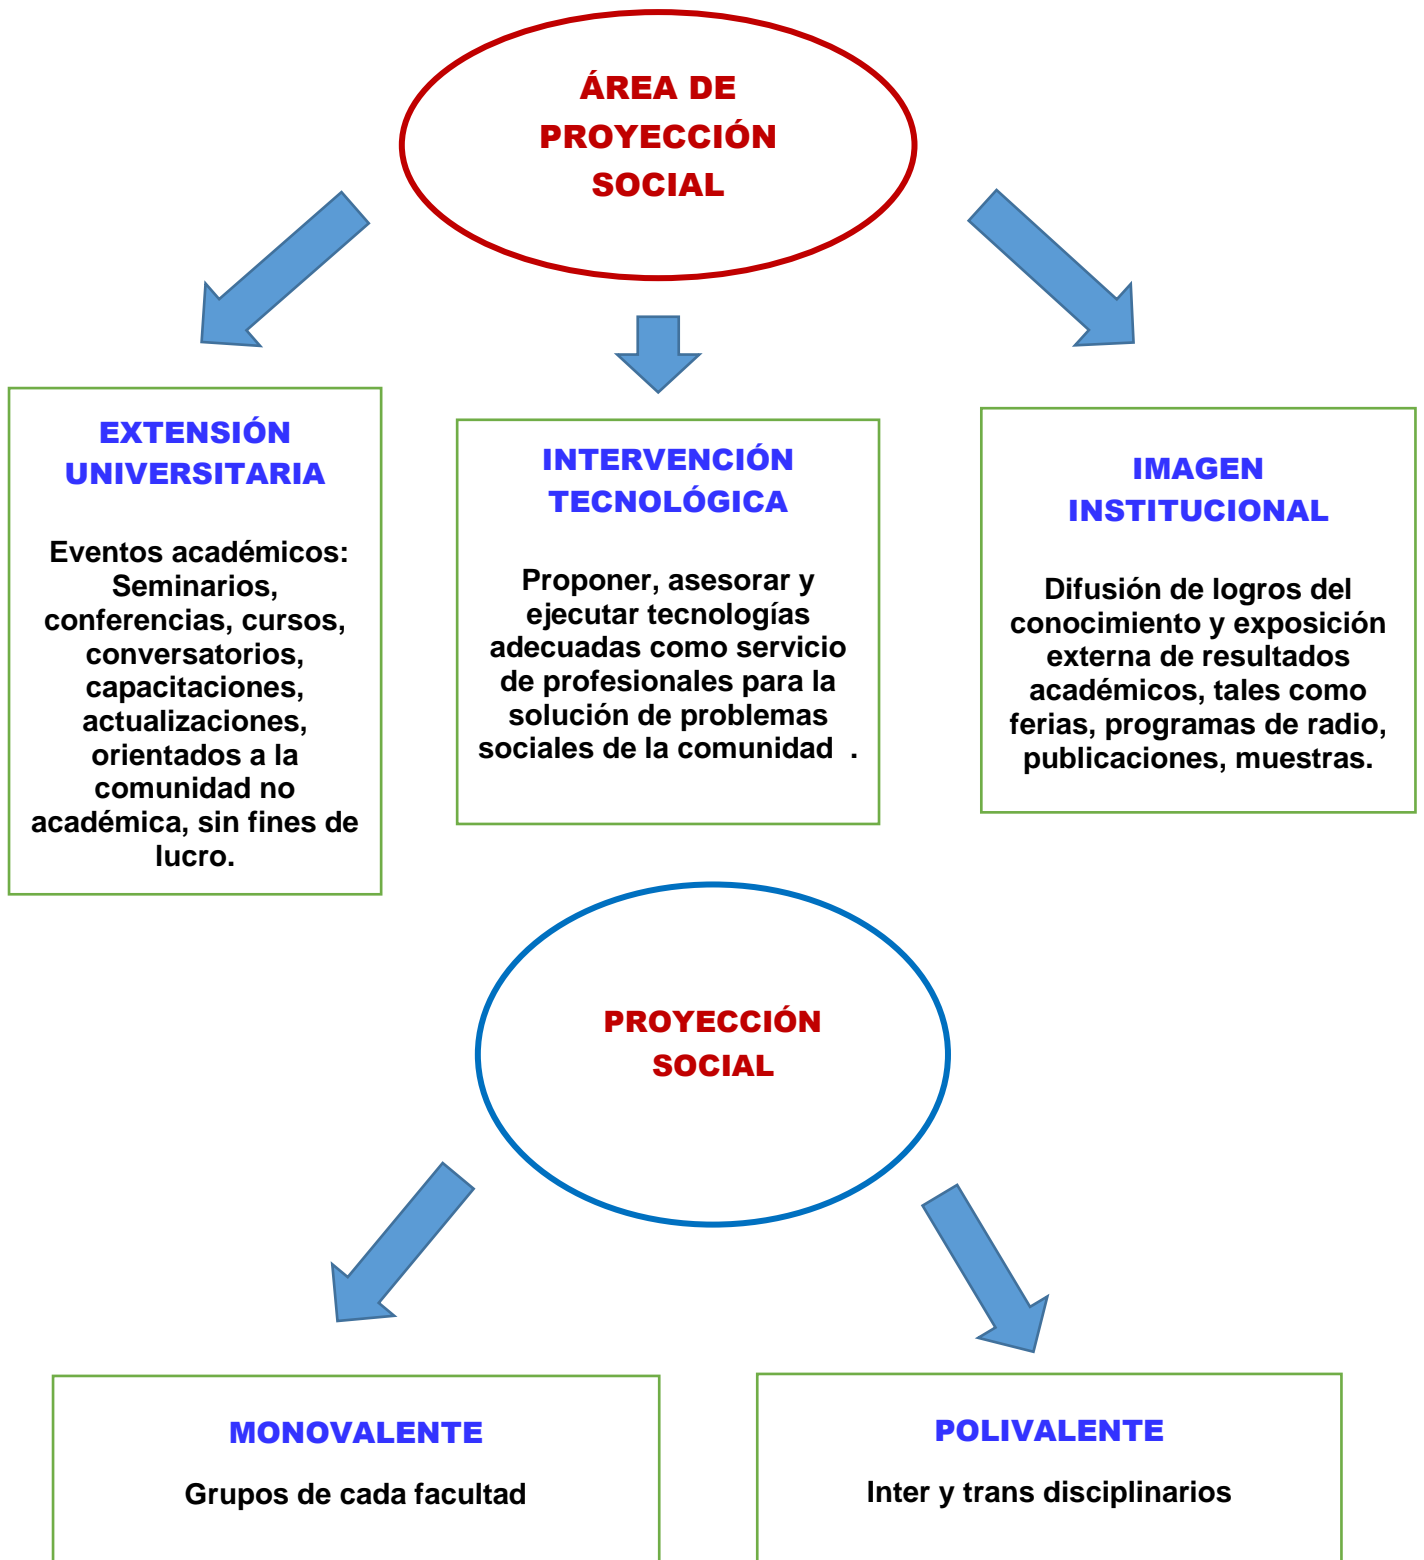 ÁREA DE
PROYECCIÓN
SOCIAL
EXTENSIÓN
UNIVERSITARIA
Eventos académicos:
Seminarios,
conferencias, cursos,
conversatorios,
capacitaciones,
actualizaciones,
orientados a la
comunidad no
académica, sin fines de
lucro.
INTERVENCIÓN
TECNOLÓGICA
Proponer, asesorar y
ejecutar tecnologías
adecuadas como servicio
de profesionales para la
solución de problemas
sociales de la comunidad  .
IMAGEN
INSTITUCIONAL
Difusión de logros del
conocimiento y exposición
externa de resultados
académicos, tales como
ferias, programas de radio,
publicaciones, muestras.
PROYECCIÓN
SOCIAL
MONOVALENTE
Grupos de cada facultad
POLIVALENTE
Inter y trans disciplinarios